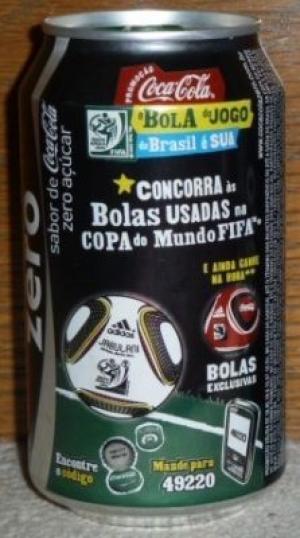 PROMOÇÃO
Coca-Cola
a BOLA do JOGO
do Brasil é SUA
FIFA
sabor de Coca-Cola
zero açúcar
zero
CONCORRA às
Bolas USADAS na
COPA do Mundo FIFA™
E AINDA GANHE
NA HORA**
adidas
JABULANI
BOLAS
EXCLUSIVAS
Encontre
o código
Mande para
49220